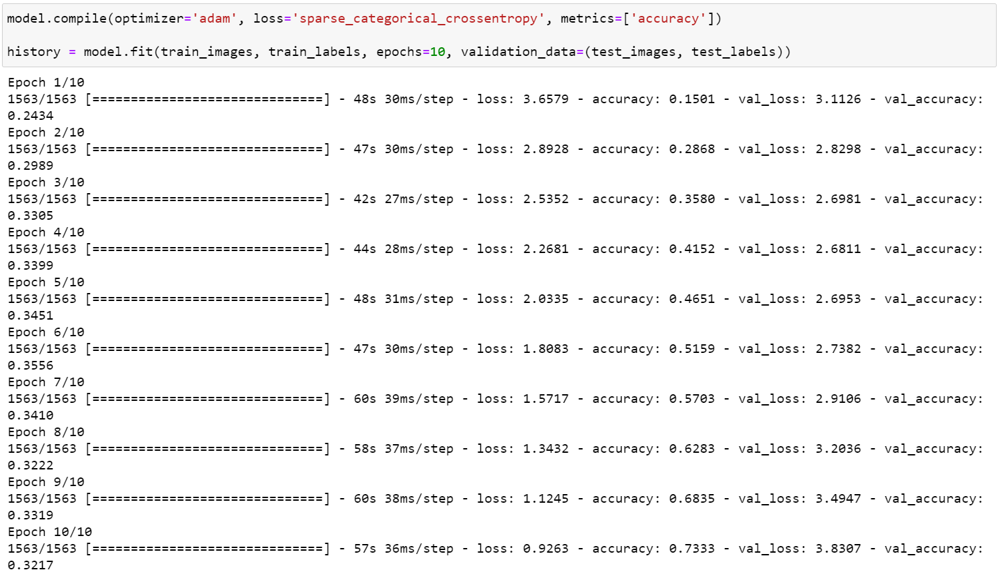 model.compile(optimizer='adam', loss='sparse_categorical_crossentropy', metrics=['accuracy'])
history = model.fit(train_images, train_labels, epochs=10, validation_data=(test_images, test_labels))
Epoch 1/10
1563/1563 [==============================] - 48s 30ms/step - loss: 3.6579 - accuracy: 0.1501 - val_loss: 3.1126 - val_accuracy:
0.2434
Epoch 2/10
1563/1563 [==============================] - 47s 30ms/step - loss: 2.8928 - accuracy: 0.2868 - val_loss: 2.8298 - val_accuracy:
0.2989
Epoch 3/10
1563/1563 [==============================] - 42s 27ms/step - loss: 2.5352 - accuracy: 0.3580 - val_loss: 2.6981 - val_accuracy:
0.3305
Epoch 4/10
1563/1563 [==============================] - 44s 28ms/step - loss: 2.2681 - accuracy: 0.4152 - val_loss: 2.6811 - val_accuracy:
0.3399
Epoch 5/10
1563/1563 [==============================] - 48s 31ms/step - loss: 2.0335 - accuracy: 0.4651 - val_loss: 2.6953 - val_accuracy:
0.3451
Epoch 6/10
1563/1563 [==============================] - 47s 30ms/step - loss: 1.8083 - accuracy: 0.5159 - val_loss: 2.7382 - val_accuracy:
0.3556
Epoch 7/10
1563/1563 [==============================] - 60s 39ms/step - loss: 1.5717 - accuracy: 0.5703 - val_loss: 2.9106 - val_accuracy:
0.3410
Epoch 8/10
1563/1563 [==============================] - 58s 37ms/step - loss: 1.3432 - accuracy: 0.6283 - val_loss: 3.2036 - val_accuracy:
0.3222
Epoch 9/10
1563/1563 [==============================] - 60s 38ms/step - loss: 1.1245 - accuracy: 0.6835 - val_loss: 3.4947 - val_accuracy:
0.3319
Epoch 10/10
1563/1563 [==============================] - 57s 36ms/step - loss: 0.9263 - accuracy: 0.7333 - val_loss: 3.8307 - val_accuracy:
0.3217